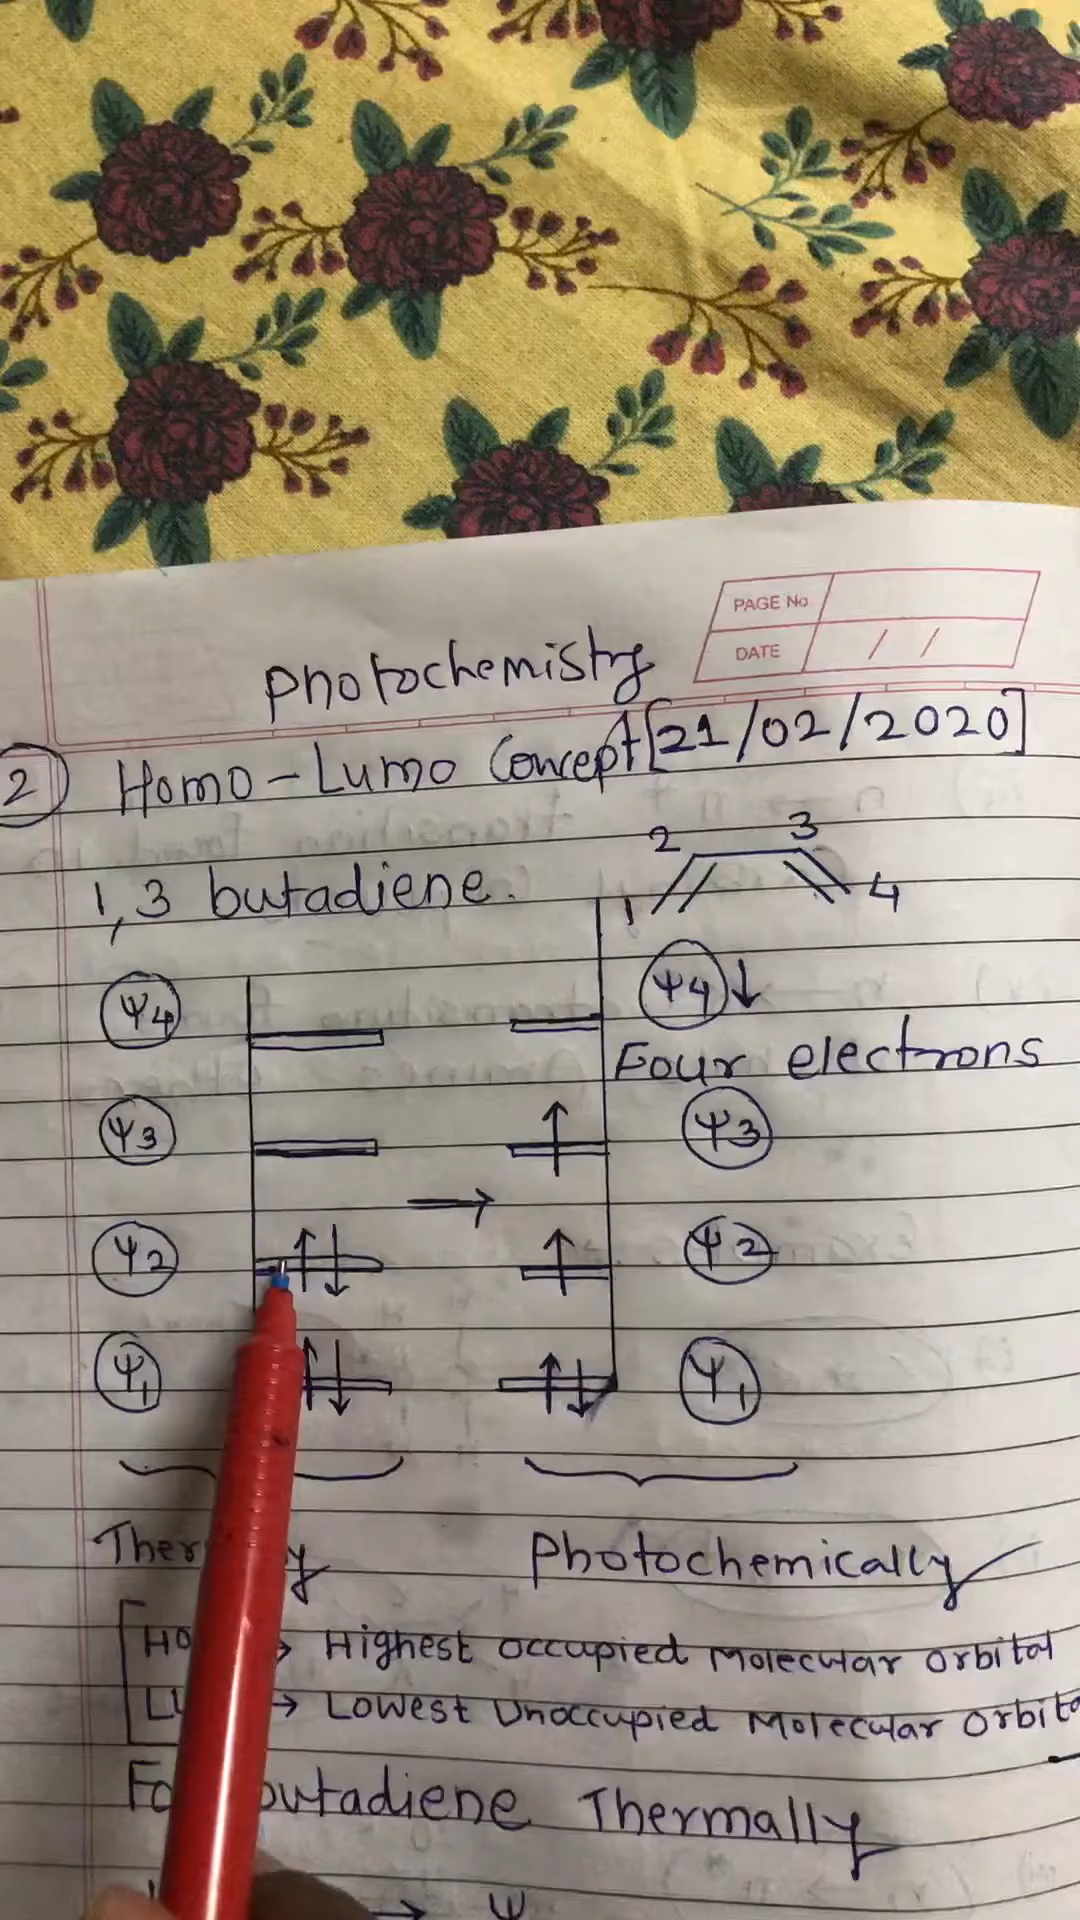 PAGE No
DATE / /
Photochemistry
2 Homo - Lumo Concept [21/02/2020]
1,3 butadiene. 1 2 3 4
Ψ4 Ψ4 ↓
Four electrons
Ψ3 Ψ3
Ψ2 Ψ2
Ψ1 Ψ1
Photochemically
→ Highest Occupied Molecular Orbital
→ Lowest Unoccupied Molecular
butadiene Thermally
→ Ψ